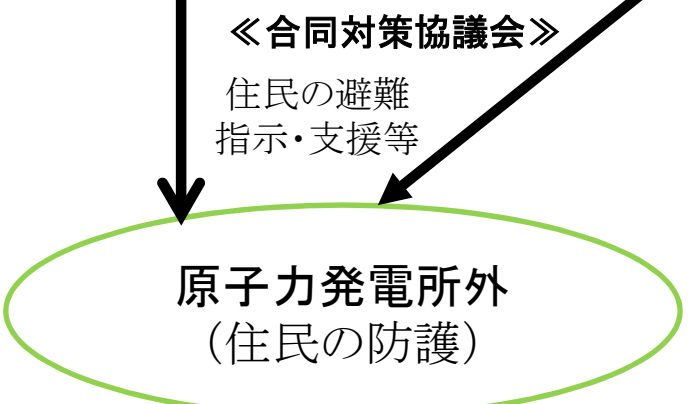 ≪合同対策協議会≫
住民の避難
指示・支援等
原子力発電所外
（住民の防護）